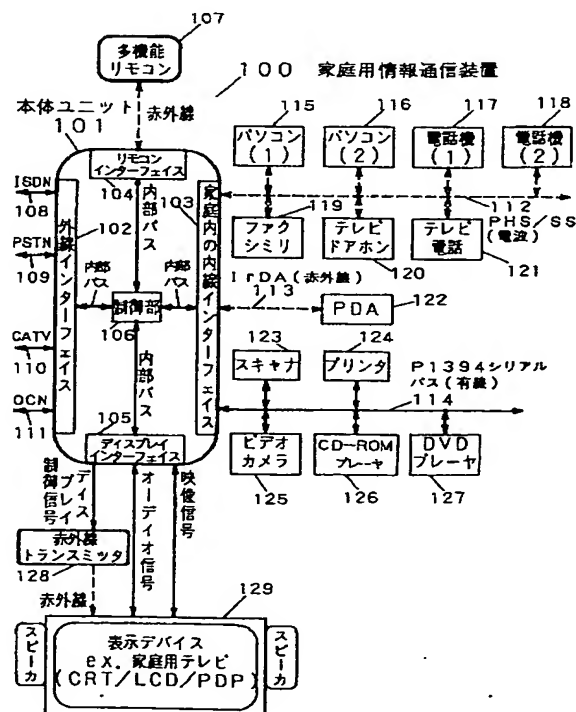 107
多機能
リモコン
100 家庭用情報通信装置
本体ユニット
101
赤外線
115
116
117
118
パソコン
(1)
パソコン
(2)
電話機
(1)
電話機
(2)
リモコン
インターフェイス
104
内部バス
103
家庭内の内線インターフェイス
ISDN
108
102
外線インターフェイス
112
PHS/SS
(電波)
119
ファク
シミリ
テレビ
ドアホン
120
テレビ
電話
121
PSTN
109
内部
バス
内部
バス
制御部
106
IrDA(赤外線)
113
PDA
122
CATV
110
内部バス
123
スキャナ
124
プリンタ
P1394シリアル
バス(有線)
114
OCN
111
105
ディスプレイ
インターフェイス
ビデオ
カメラ
125
CD-ROM
プレーヤ
126
DVD
プレーヤ
127
ディスプレイ
制御信号
オーディオ信号
映像信号
赤外線
トランスミッタ
128
赤外線
129
スピーカ
表示デバイス
ex. 家庭用テレビ
(CRT/LCD/PDP)
スピーカ